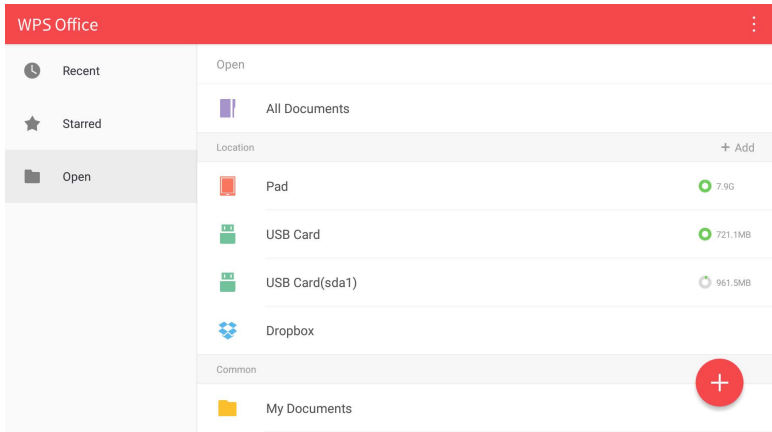 WPS Office
Recent
Starred
Open
Open
All Documents
Location
+ Add
Pad
7.9G
USB Card
721.1MB
USB Card(sda1)
961.5MB
Dropbox
Common
My Documents